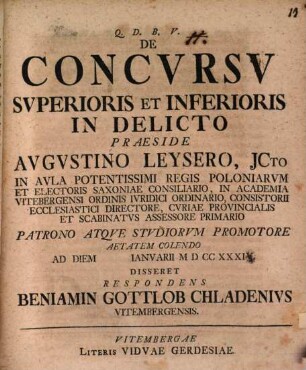 13
Q. D. B. V.
DE
CONCVRSV
SVPERIORIS ET INFERIORIS
IN DELICTO
PRAESIDE
AVGVSTINO LEYSERO, JCTO
IN AVLA POTENTISSIMI REGIS POLONIARVM
ET ELECTORIS SAXONIAE CONSILIARIO, IN ACADEMIA
VITEBERGENSI ORDINIS IVRIDICI ORDINARIO, CONSISTORII
ECCLESIASTICI DIRECTORE, CVRIAE PROVINCIALIS
ET SCABINATVS ASSESSORE PRIMARIO
PATRONO ATQVE STVDIORVM PROMOTORE
AETATEM COLENDO
AD DIEM IANVARII M D CC XXXIX
DISSERET
RESPONDENS
BENIAMIN GOTTLOB CHLADENIVS
VITEMBERGENSIS.
VITEMBERGAE
LITERIS VIDVAE GERDESIAE.